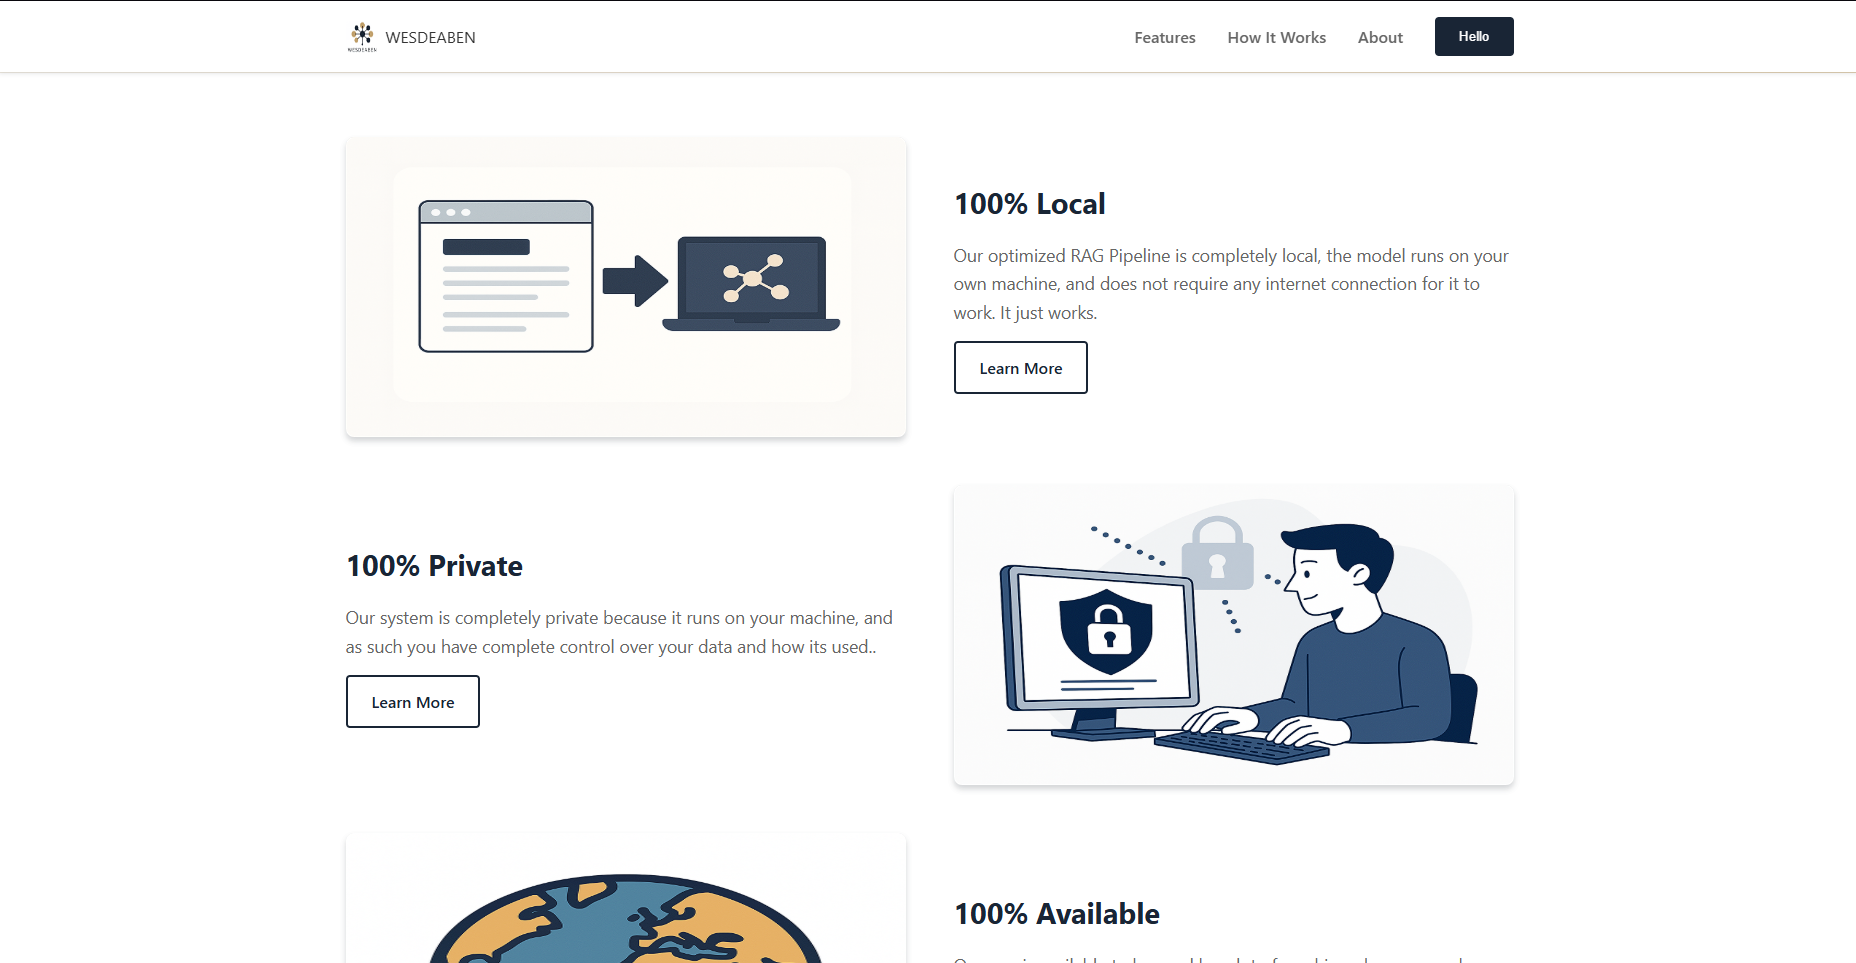 WESDEABEN
WESDEABEN
Features
How It Works
About
Hello
100% Local
Our optimized RAG Pipeline is completely local, the model runs on your
own machine, and does not require any internet connection for it to
work. It just works.
Learn More
100% Private
Our system is completely private because it runs on your machine, and
as such you have complete control over your data and how its used..
Learn More
100% Available